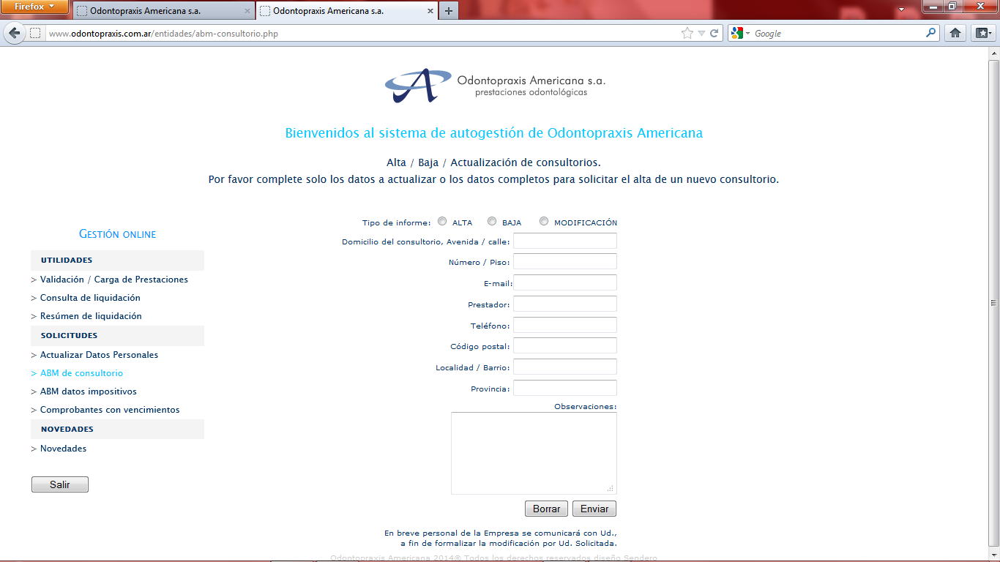 Firefox
Odontopraxis Americana s.a.
Odontopraxis Americana s.a.
www.odontopraxis.com.ar/entidades/abm-consultorio.php
Google
Odontopraxis Americana s.a.
prestaciones odontológicas
Bienvenidos al sistema de autogestión de Odontopraxis Americana
Alta / Baja / Actualización de consultorios.
Por favor complete solo los datos a actualizar o los datos completos para solicitar el alta de un nuevo consultorio.
GESTIÓN ONLINE
UTILIDADES
> Validación / Carga de Prestaciones
> Consulta de liquidación
> Resúmen de liquidación
SOLICITUDES
> Actualizar Datos Personales
> ABM de consultorio
> ABM datos impositivos
> Comprobantes con vencimientos
NOVEDADES
> Novedades
Salir
Tipo de informe: ALTA BAJA MODIFICACIÓN
Domicilio del consultorio, Avenida / calle:
Número / Piso:
E-mail:
Prestador:
Teléfono:
Código postal:
Localidad / Barrio:
Provincia:
Observaciones:
Borrar Enviar
En breve personal de la Empresa se comunicará con Ud.,
a fin de formalizar la modificación por Ud. Solicitada.
Odontopraxis Americana 2014® Todos los derechos reservados diseño Sendero